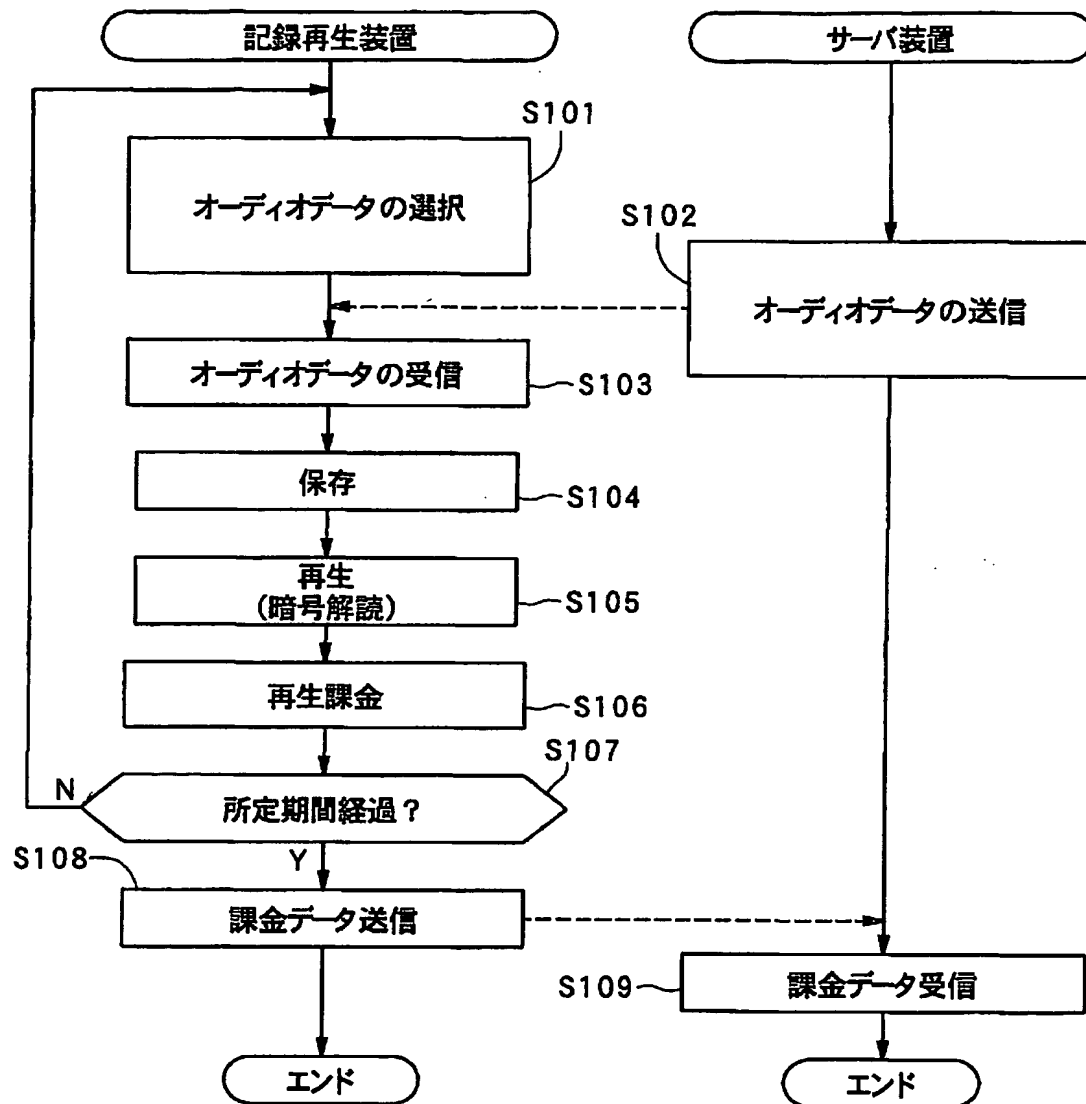 記録再生装置
サーバ装置
S101
オーディオデータの選択
S102
オーディオデータの送信
オーディオデータの受信
S103
保存
S104
再生
(暗号解読)
S105
再生課金
S106
S107
N
所定期間経過?
Y
S108
課金データ送信
S109
課金データ受信
エンド
エンド